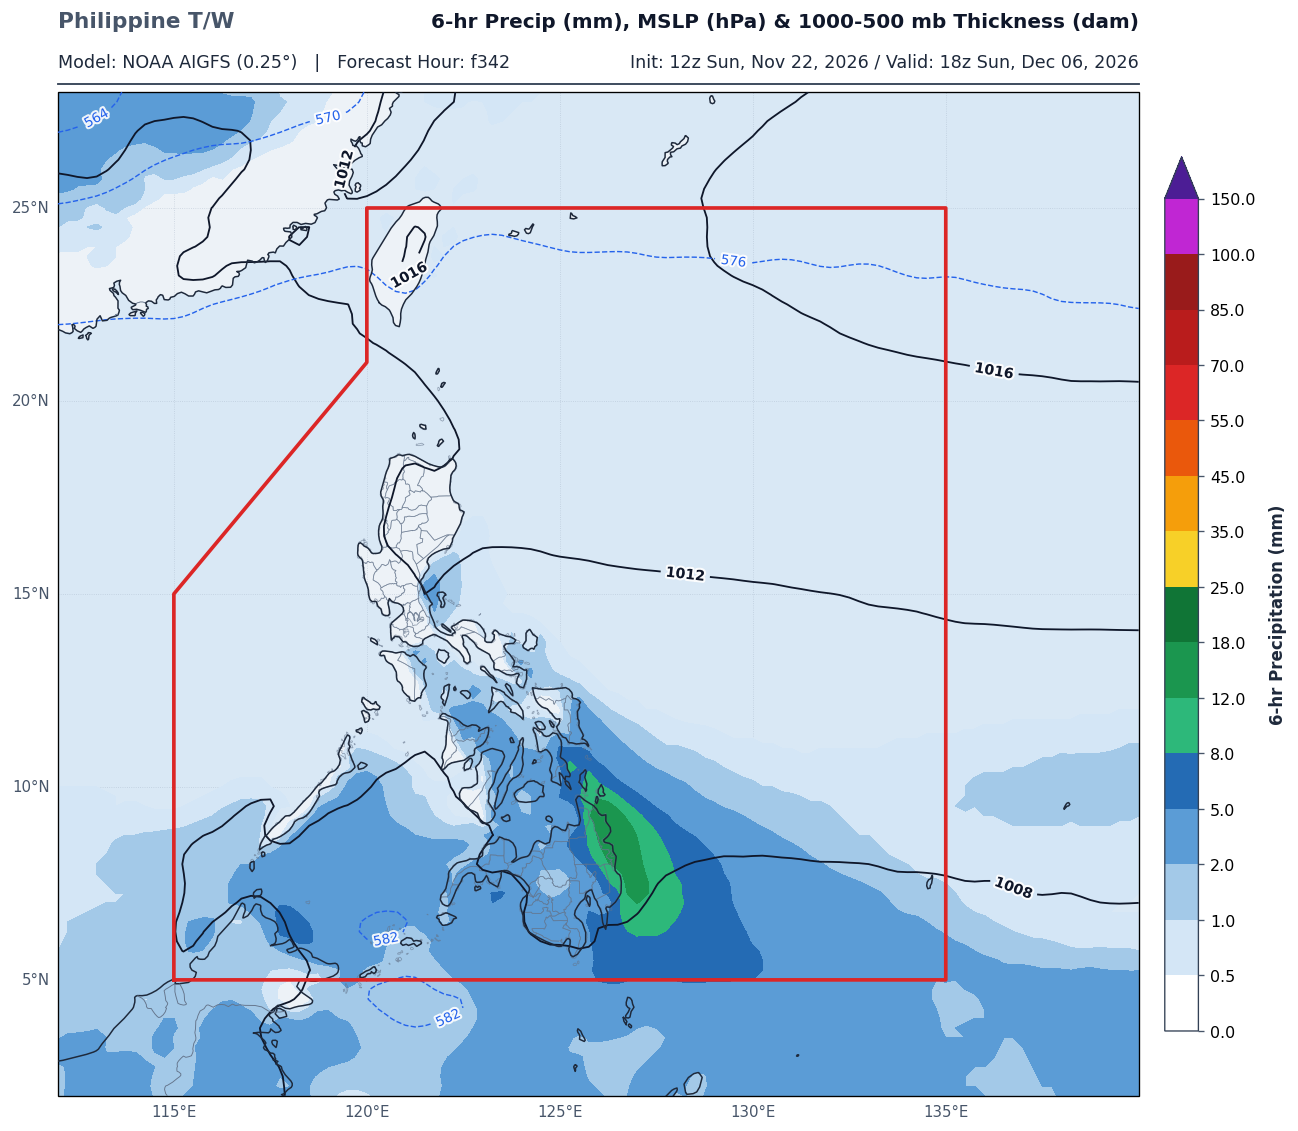 Philippine T/W
6-hr Precip (mm), MSLP (hPa) & 1000-500 mb Thickness (dam)
Model: NOAA AIGFS (0.25°) | Forecast Hour: f342
Init: 12z Sun, Nov 22, 2026 / Valid: 18z Sun, Dec 06, 2026
564
570
1012
1016
576
1016
1012
1008
582
582
25°N
20°N
15°N
10°N
5°N
115°E
120°E
125°E
130°E
135°E
150.0
100.0
85.0
70.0
55.0
45.0
35.0
25.0
18.0
12.0
8.0
5.0
2.0
1.0
0.5
0.0
6-hr Precipitation (mm)